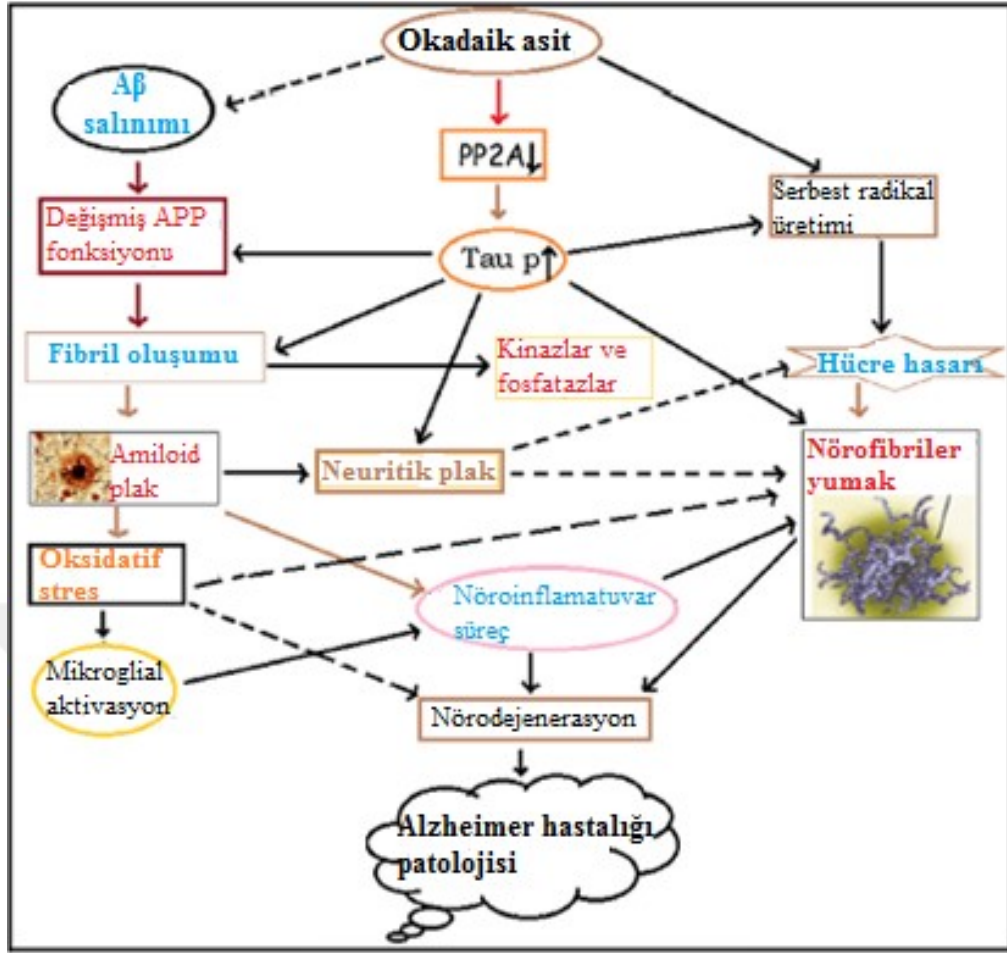 Okadaik asit
Aβ
salınımı
PP2A↓
Serbest radikal
üretimi
Değişmiş APP
fonksiyonu
Tau p↑
Fibril oluşumu
Kinazlar ve
fosfatazlar
Hücre hasarı
Amiloid
plak
Neuritik plak
Nörofibriler
yumak
Oksidatif
stres
Nöroinflamatuvar
süreç
Mikroglial
aktivasyon
Nörodejenerasyon
Alzheimer hastalığı
patolojisi